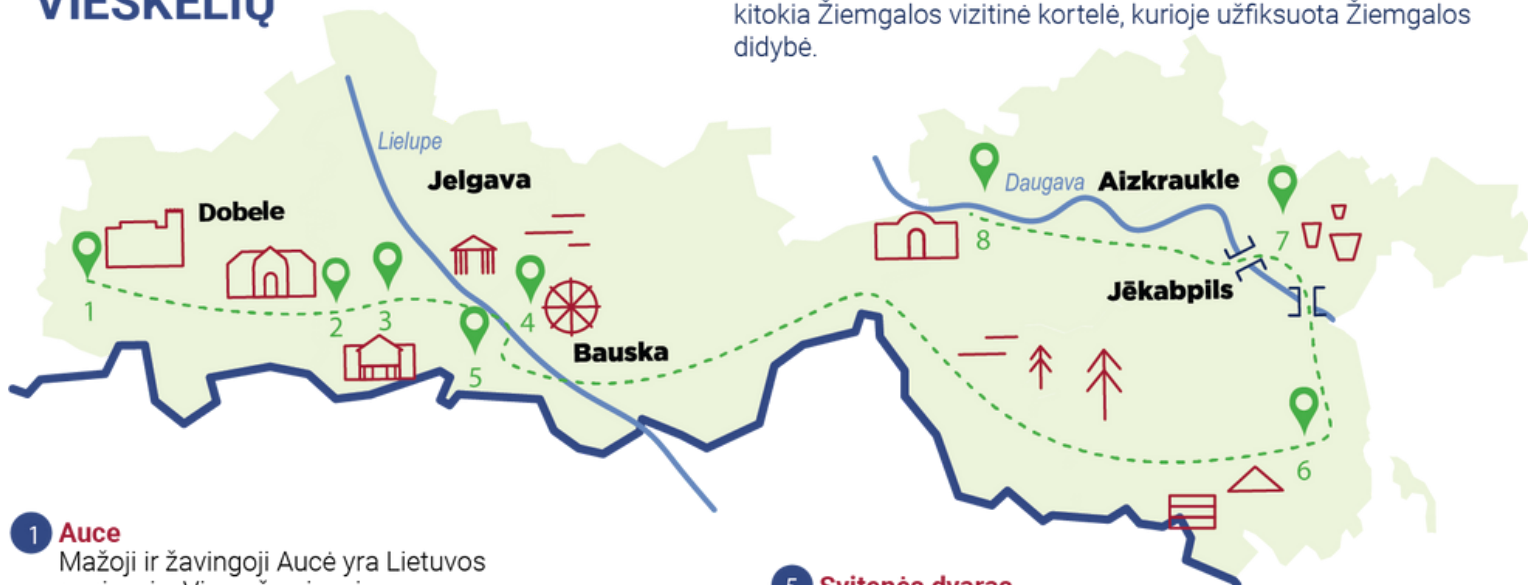 VIEŠKELIŲ
kitokia Žiemgalos vizitinė kortelė, kurioje užfiksuota Žiemgalos
didybė.
Lielupe
Jelgava
Dobele
1
2
3
4
5
Bauska
Daugava
Aizkraukle
8
7
Jēkabpils
6
1 Auce
Mažoji ir žavingoji Aucė yra Lietuvos
5 Svitenės dvaras